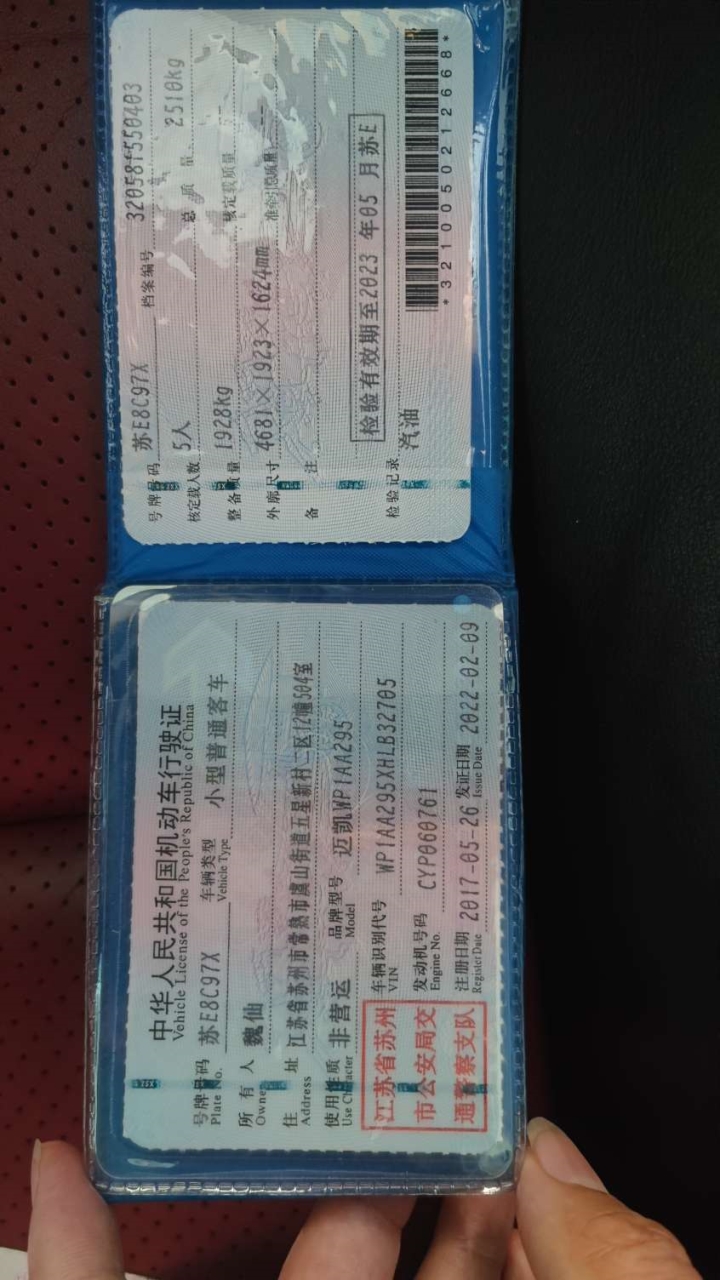 中华人民共和国机动车行驶证
Vehicle License of the People's Republic of China
号牌号码 苏E8C97X 车辆类型 小型普通客车
Plate No. Vehicle Type
所有人 魏仙
Owner
住址 江苏省苏州市常熟市虞山街道五星新村二区12幢504室
Address
使用性质 非营运 品牌型号 迈凯WP1AA295
Use Character Model
江苏省苏州
市公安局交
通警察支队
车辆识别代号 WP1AA295XHLB32705
VIN
发动机号码 CYP060761
Engine No.
注册日期 2017-05-26 发证日期 2022-02-09
Register Date Issue Date
号牌号码 苏E8C97X 档案编号 320581550403
核定载人数 5人 总质量 2510kg
整备质量 1928kg 核定载质量 --
外廓尺寸 4681×1923×1624mm 准牵引总质量 --
备注
检验有效期至2023年05月苏E
检验记录 汽油
*3210050212668*